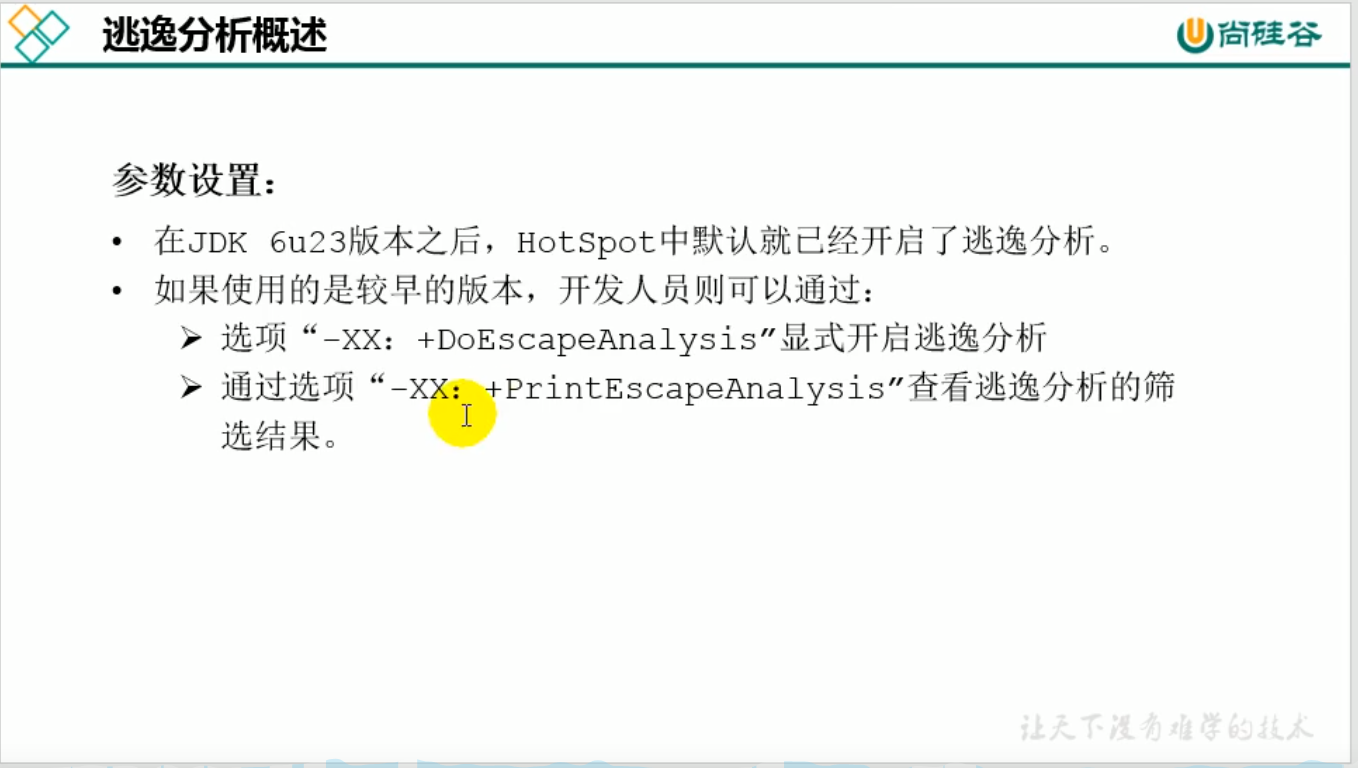 逃逸分析概述
尚硅谷
参数设置：
• 在JDK 6u23版本之后，HotSpot中默认就已经开启了逃逸分析。
• 如果使用的是较早的版本，开发人员则可以通过：
➢ 选项“-XX：+DoEscapeAnalysis”显式开启逃逸分析
➢ 通过选项“-XX：+PrintEscapeAnalysis”查看逃逸分析的筛
选结果。
让天下没有难学的技术